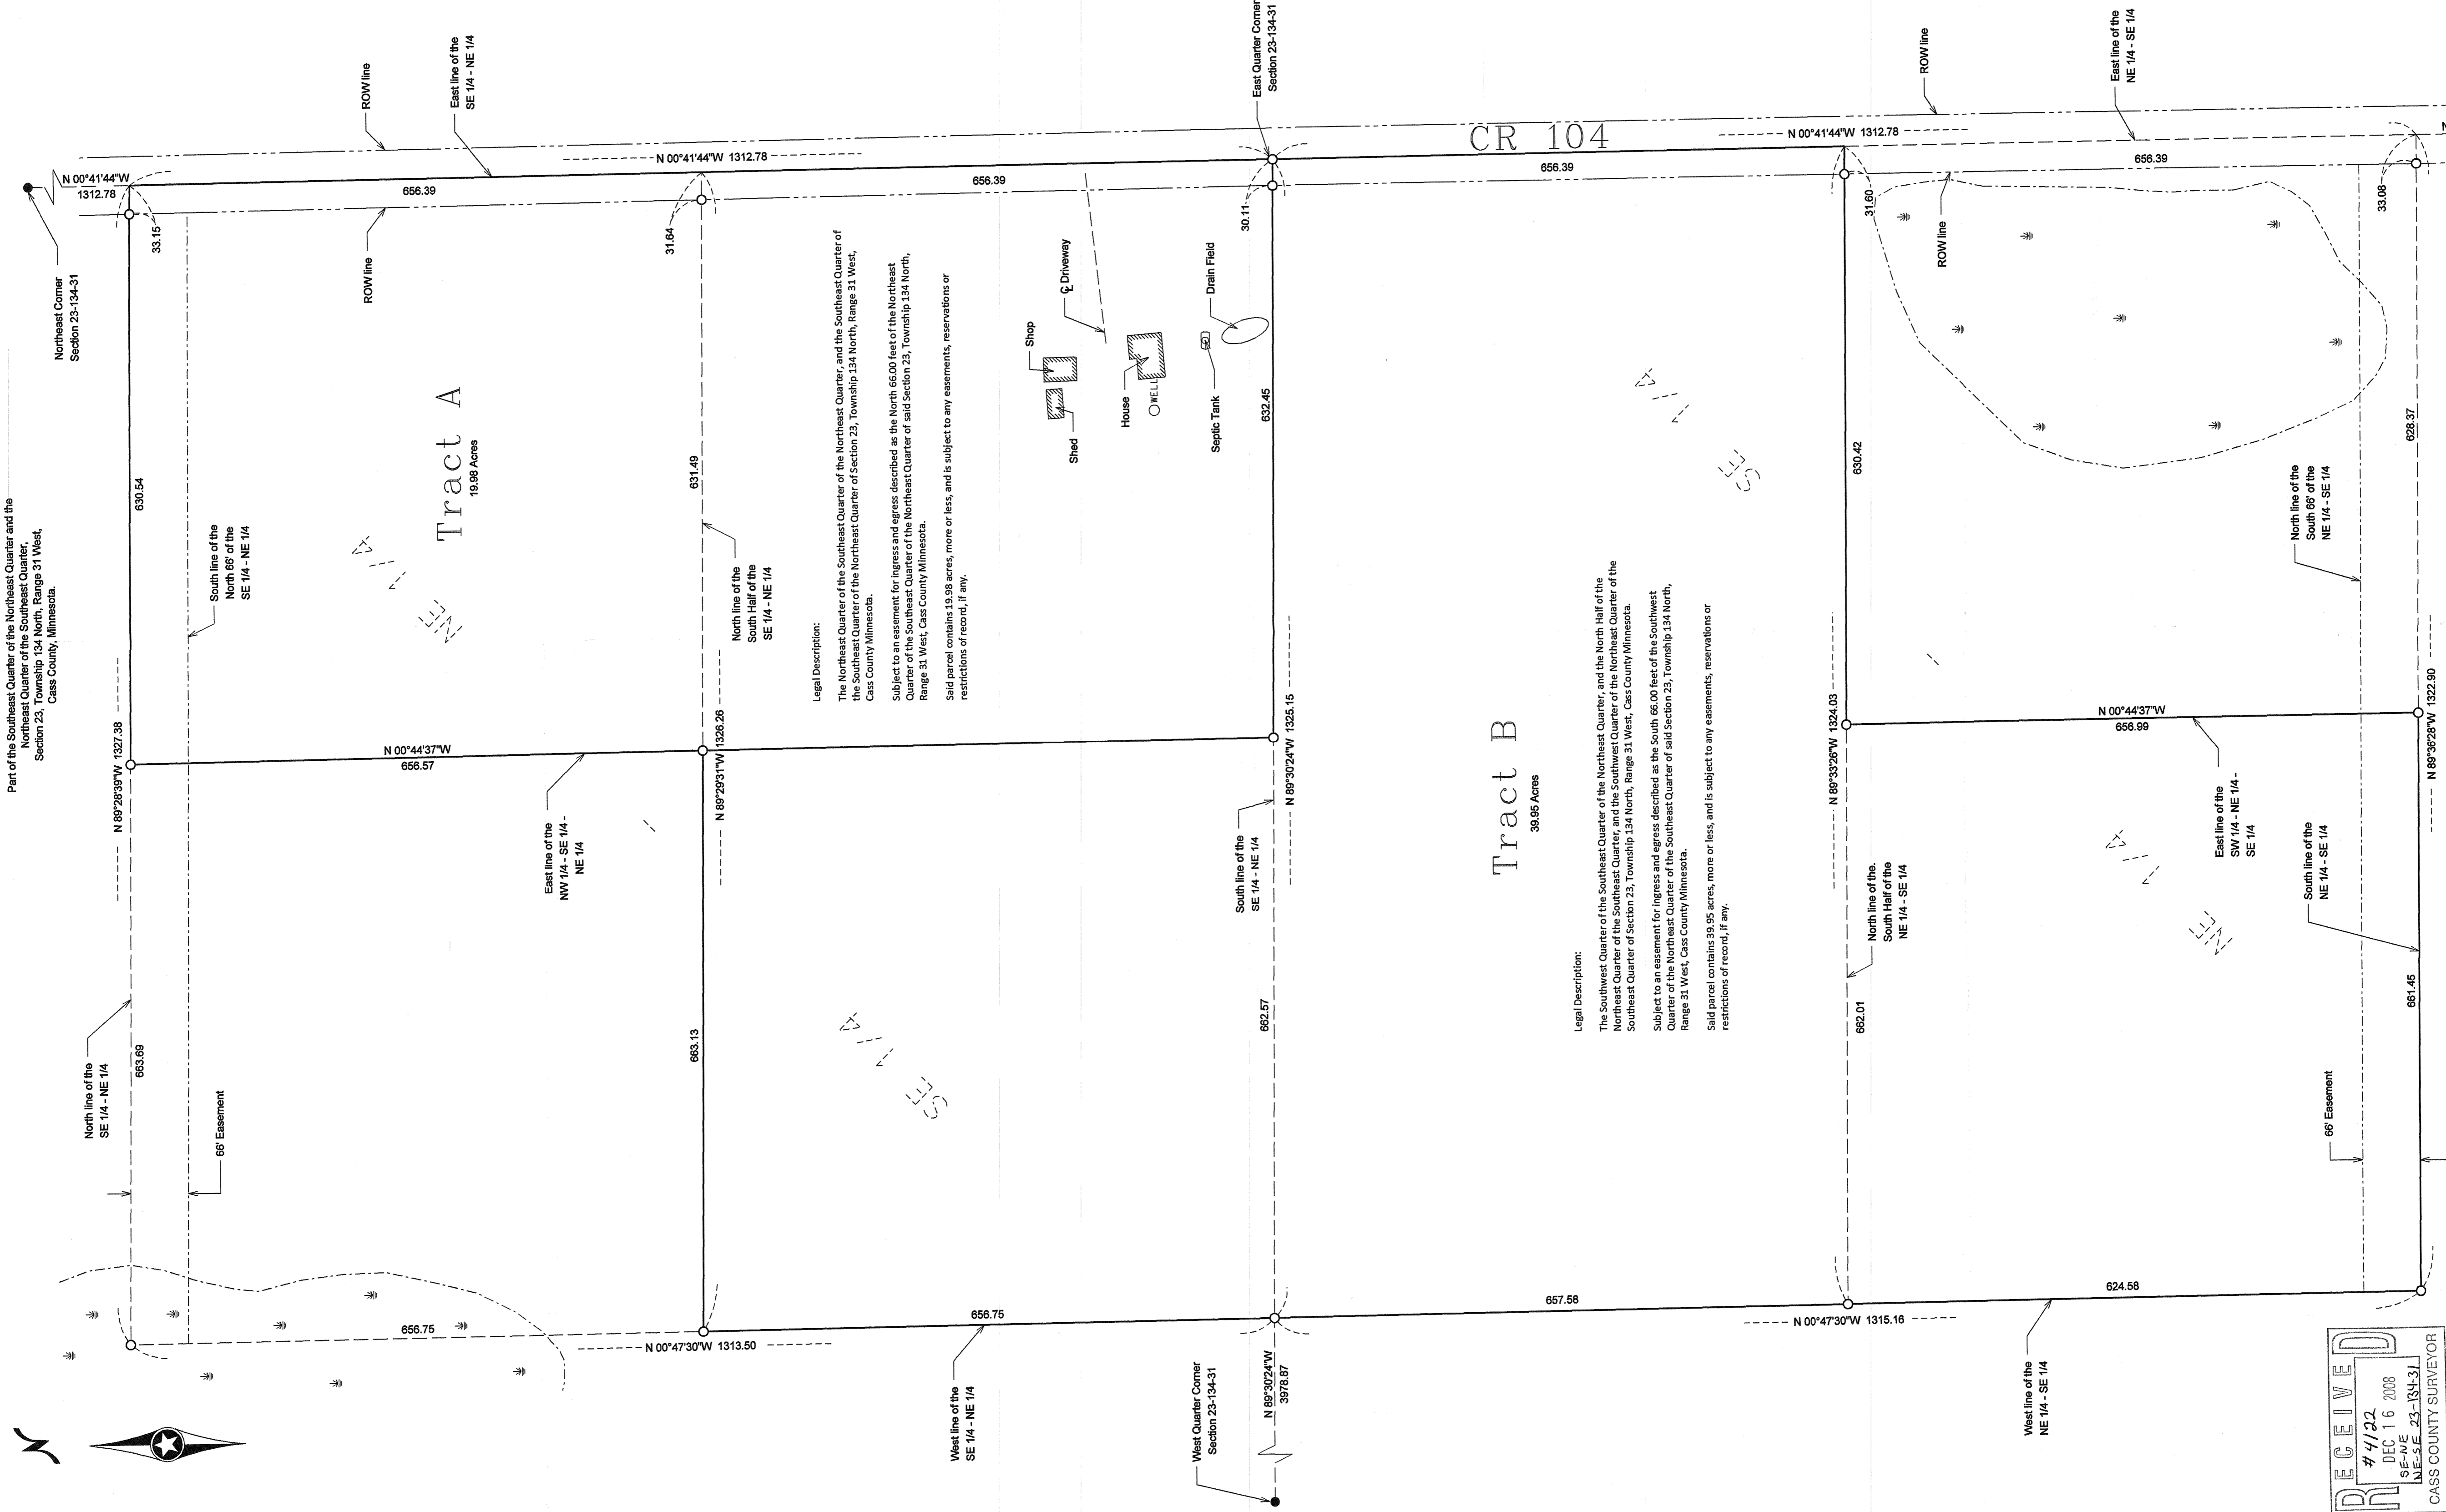 Part of the Southeast Quarter of the Northeast Quarter and the
Northeast Quarter of the Southeast Quarter,
Section 23, Township 134 North, Range 31 West,
Cass County, Minnesota.
Northeast Corner
Section 23-134-31
N 00°41'44"W
1312.78
33.15
630.54
N 89°28'39"W 1327.38
North line of the
SE 1/4 - NE 1/4
663.69
66' Easement
South line of the
North 66' of the
SE 1/4 - NE 1/4
ROW line
ROW line
East line of the
SE 1/4 - NE 1/4
656.39
Tract A
19.98 Acres
NE 1/4
N 00°44'37"W
656.57
East line of the
NW 1/4 - SE 1/4 -
NE 1/4
656.75
N 00°47'30"W 1313.50
N 00°41'44"W 1312.78
31.64
631.49
North line of the
South Half of the
SE 1/4 - NE 1/4
N 89°29'31"W 1326.26
663.13
Legal Description:
The Northeast Quarter of the Southeast Quarter of the Northeast Quarter, and the Southeast Quarter of
the Southeast Quarter of the Northeast Quarter of Section 23, Township 134 North, Range 31 West,
Cass County Minnesota.
Subject to an easement for ingress and egress described as the North 66.00 feet of the Northeast
Quarter of the Southeast Quarter of the Northeast Quarter of said Section 23, Township 134 North,
Range 31 West, Cass County Minnesota.
Said parcel contains 19.98 acres, more or less, and is subject to any easements, reservations or
restrictions of record, if any.
SE 1/4
656.39
Shop
Shed
℄ Driveway
House
WELL
Septic Tank
Drain Field
656.75
West line of the
SE 1/4 - NE 1/4
East Quarter Corner
Section 23-134-31
30.11
632.45
N 89°30'24"W 1325.15
South line of the
SE 1/4 - NE 1/4
662.57
West Quarter Corner
Section 23-134-31
N 89°30'24"W
3978.87
CR 104
656.39
Tract B
39.95 Acres
SE 1/4
657.58
Legal Description:
The Southwest Quarter of the Southeast Quarter of the Northeast Quarter, and the North Half of the
Northeast Quarter of the Southeast Quarter, and the Southwest Quarter of the Northeast Quarter of the
Southeast Quarter of Section 23, Township 134 North, Range 31 West, Cass County Minnesota.
Subject to an easement for ingress and egress described as the South 66.00 feet of the Southwest
Quarter of the Northeast Quarter of the Southeast Quarter of said Section 23, Township 134 North,
Range 31 West, Cass County Minnesota.
Said parcel contains 39.95 acres, more or less, and is subject to any easements, reservations or
restrictions of record, if any.
N 00°41'44"W 1312.78
31.60
630.42
N 89°33'26"W 1324.03
662.01
North line of the.
South Half of the
NE 1/4 - SE 1/4
N 00°47'30"W 1315.16
ROW line
ROW line
East line of the
NE 1/4 - SE 1/4
656.39
N 00°44'37"W
656.99
East line of the
SW 1/4 - NE 1/4 -
SE 1/4
NE 1/4
624.58
West line of the
NE 1/4 - SE 1/4
North line of the
South 66' of the
NE 1/4 - SE 1/4
66' Easement
South line of the
NE 1/4 - SE 1/4
33.08
628.37
N 89°36'28"W 1322.90
661.45
N
RECEIVED
# 4122
DEC 16 2008
SE-NE
NE-SE 23-134-31
CASS COUNTY SURVEYOR